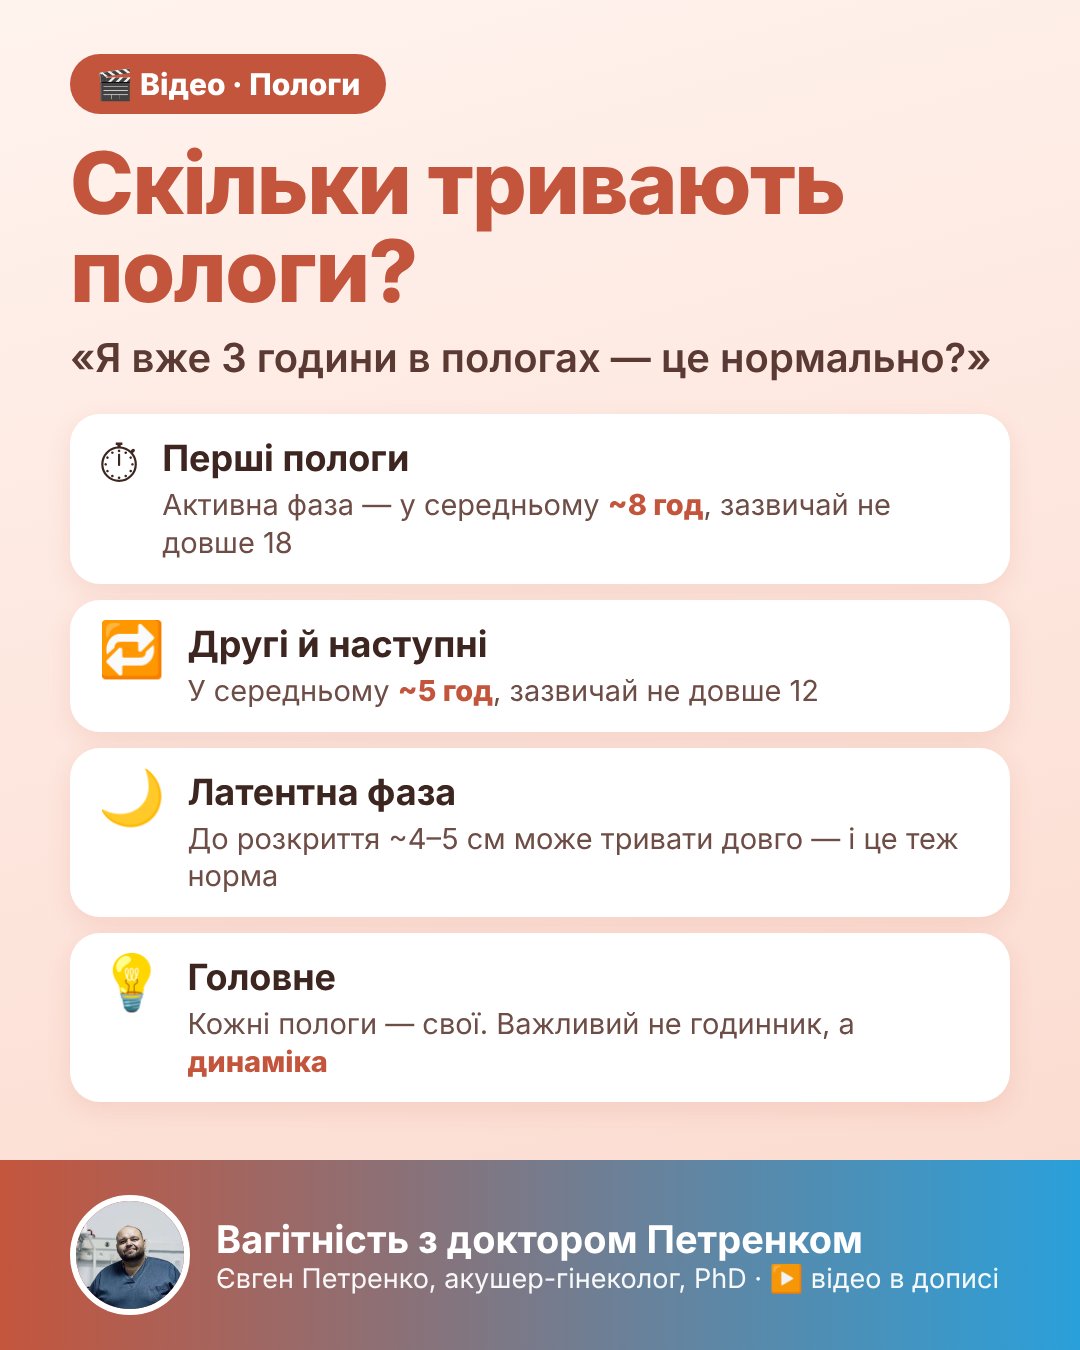 🎬 Відео · Пологи
Скільки тривають
пологи?
«Я вже 3 години в пологах — це нормально?»
Перші пологи
Активна фаза — у середньому ~8 год, зазвичай не
довше 18
Другі й наступні
У середньому ~5 год, зазвичай не довше 12
Латентна фаза
До розкриття ~4–5 см може тривати довго — і це теж
норма
Головне
Кожні пологи — свої. Важливий не годинник, а
динаміка
Вагітність з доктором Петренком
Євген Петренко, акушер-гінеколог, PhD · ▶️ відео в дописі